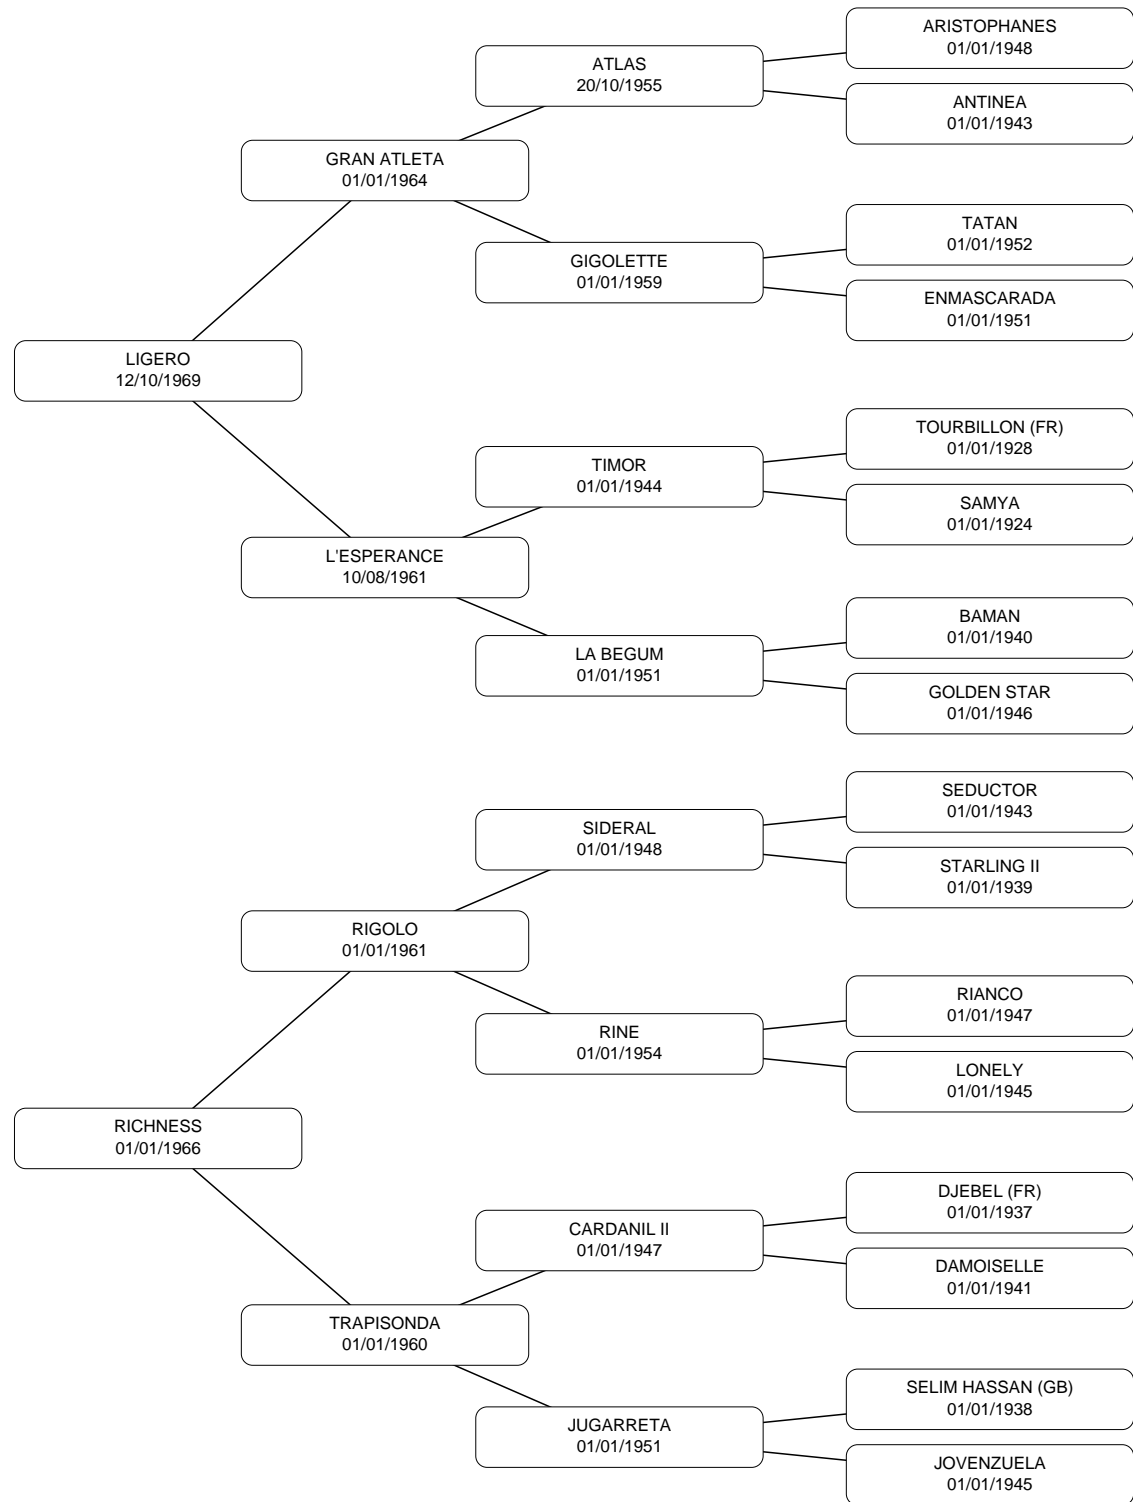 ARISTOPHANES
01/01/1948
ATLAS
20/10/1955
ANTINEA
01/01/1943
GRAN ATLETA
01/01/1964
TATAN
01/01/1952
GIGOLETTE
01/01/1959
ENMASCARADA
01/01/1951
LIGERO
12/10/1969
TOURBILLON (FR)
01/01/1928
TIMOR
01/01/1944
SAMYA
01/01/1924
L'ESPERANCE
10/08/1961
BAMAN
01/01/1940
LA BEGUM
01/01/1951
GOLDEN STAR
01/01/1946
SEDUCTOR
01/01/1943
SIDERAL
01/01/1948
STARLING II
01/01/1939
RIGOLO
01/01/1961
RIANCO
01/01/1947
RINE
01/01/1954
LONELY
01/01/1945
RICHNESS
01/01/1966
DJEBEL (FR)
01/01/1937
CARDANIL II
01/01/1947
DAMOISELLE
01/01/1941
TRAPISONDA
01/01/1960
SELIM HASSAN (GB)
01/01/1938
JUGARRETA
01/01/1951
JOVENZUELA
01/01/1945